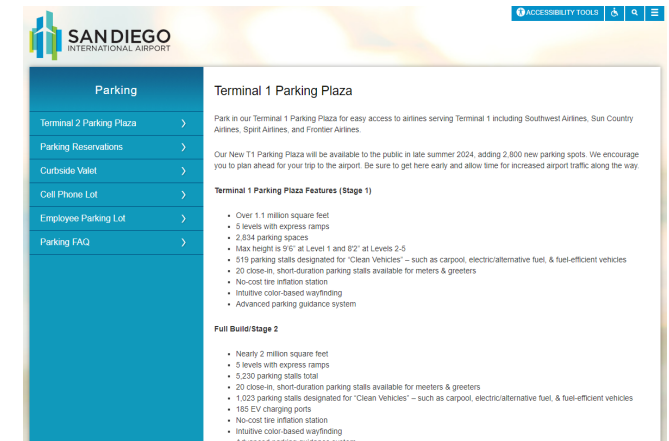 ACCESSIBILITY TOOLS
SAN DIEGO
INTERNATIONAL AIRPORT
Parking
Terminal 2 Parking Plaza
Parking Reservations
Curbside Valet
Cell Phone Lot
Employee Parking Lot
Parking FAQ
Terminal 1 Parking Plaza
Park in our Terminal 1 Parking Plaza for easy access to airlines serving Terminal 1 including Southwest Airlines, Sun Country
Airlines, Spirit Airlines, and Frontier Airlines.
Our New T1 Parking Plaza will be available to the public in late summer 2024, adding 2,800 new parking spots. We encourage
you to plan ahead for your trip to the airport. Be sure to get here early and allow time for increased airport traffic along the way.
Terminal 1 Parking Plaza Features (Stage 1)
• Over 1.1 million square feet
• 5 levels with express ramps
• 2,834 parking spaces
• Max height is 9'6" at Level 1 and 8'2" at Levels 2-5
• 519 parking stalls designated for "Clean Vehicles" – such as carpool, electric/alternative fuel, & fuel-efficient vehicles
• 20 close-in, short-duration parking stalls available for meters & greeters
• No-cost tire inflation station
• Intuitive color-based wayfinding
• Advanced parking guidance system
Full Build/Stage 2
• Nearly 2 million square feet
• 5 levels with express ramps
• 5,230 parking stalls total
• 20 close-in, short-duration parking stalls available for meeters & greeters
• 1,023 parking stalls designated for "Clean Vehicles" – such as carpool, electric/alternative fuel, & fuel-efficient vehicles
• 185 EV charging ports
• No-cost tire inflation station
• Intuitive color-based wayfinding
• Advanced parking guidance system